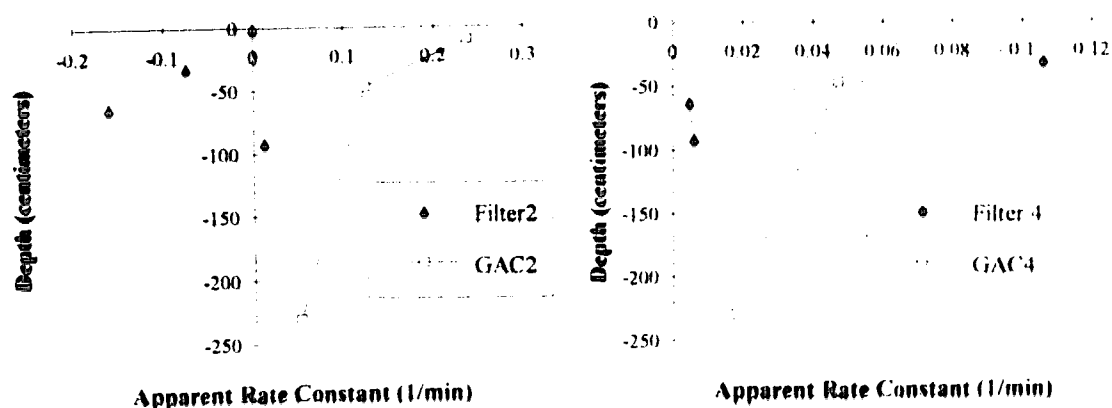 0
-0.2 -0.1 0 0.1 0.2 0.3
-50
-100
-150
-200
-250
Depth (centimeters)
Filter2
GAC2
Apparent Rate Constant (1/min)
0
0 0.02 0.04 0.06 0.08 0.1 0.12
-50
-100
-150
-200
-250
Depth (centimeters)
Filter 4
GAC4
Apparent Rate Constant (1/min)